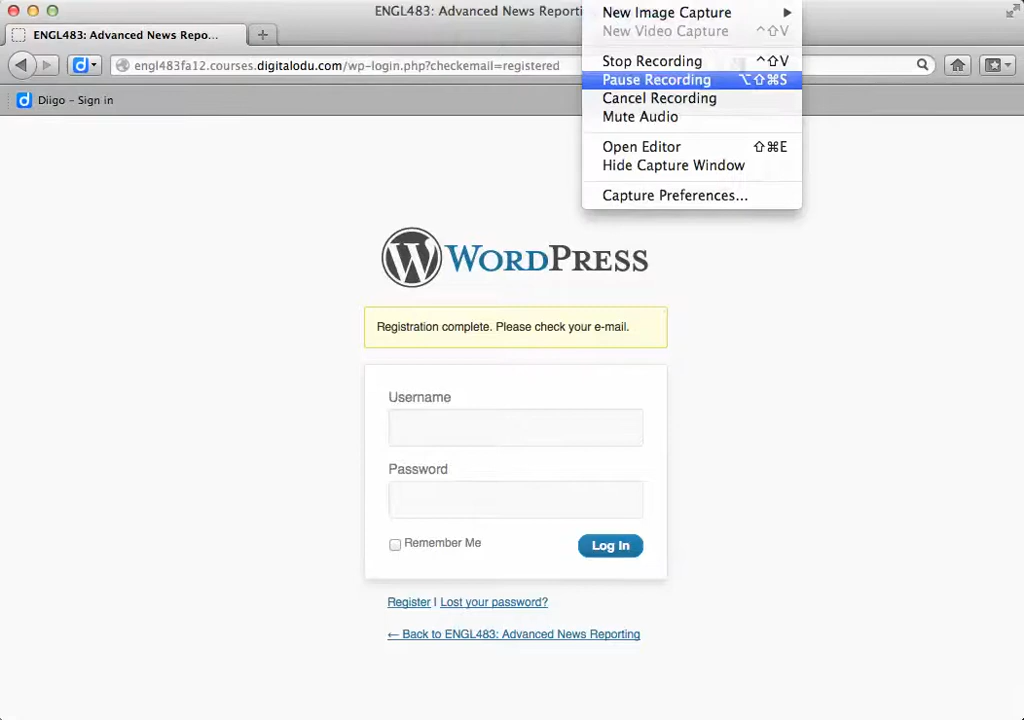 ENGL483: Advanced News Reporti
New Image Capture
New Video Capture ^⇧V
Stop Recording ^⇧V
Pause Recording ⌥⇧⌘S
Cancel Recording
Mute Audio
Open Editor ⇧⌘E
Hide Capture Window
Capture Preferences...
ENGL483: Advanced News Repo...
engl483fa12.courses.digitalodu.com/wp-login.php?checkemail=registered
Diigo - Sign in
WORDPRESS
Registration complete. Please check your e-mail.
Username
Password
Remember Me
Log In
Register | Lost your password?
← Back to ENGL483: Advanced News Reporting